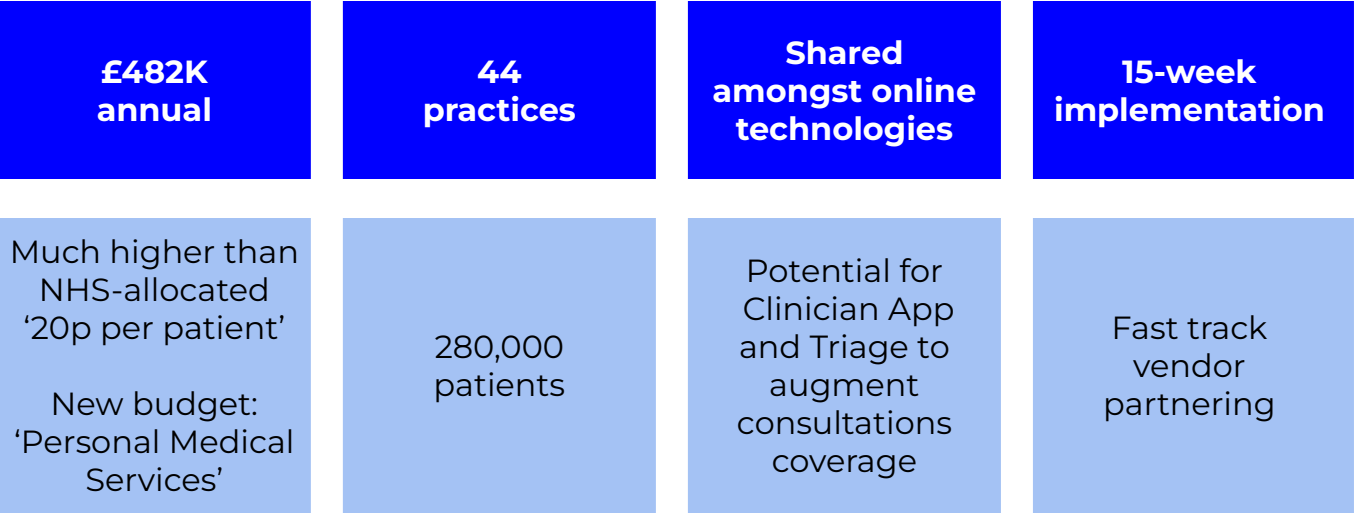 £482K
annual
44
practices
Shared
amongst online
technologies
15-week
implementation
Much higher than
NHS-allocated
‘20p per patient’
New budget:
‘Personal Medical
Services’
280,000
patients
Potential for
Clinician App
and Triage to
augment
consultations
coverage
Fast track
vendor
partnering